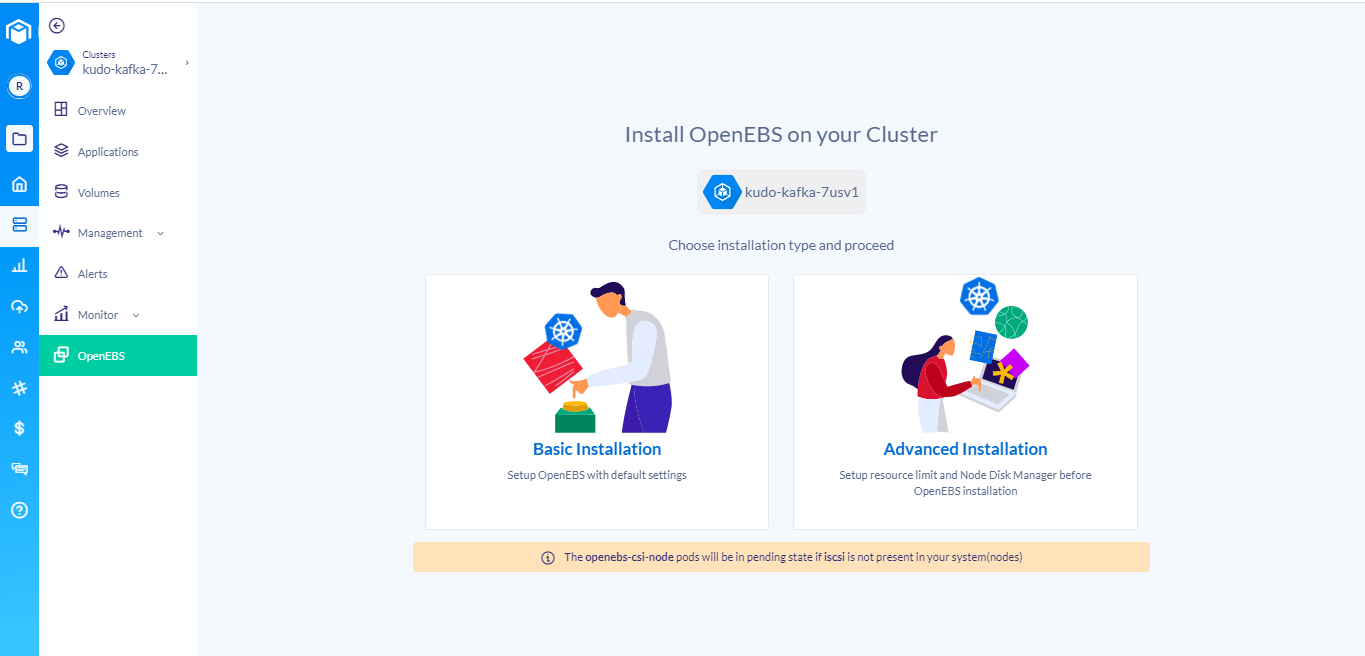 R
Clusters
kudo-kafka-7...
Overview
Applications
Volumes
Management
Alerts
Monitor
OpenEBS
Install OpenEBS on your Cluster
kudo-kafka-7usv1
Choose installation type and proceed
Basic Installation
Setup OpenEBS with default settings
Advanced Installation
Setup resource limit and Node Disk Manager before
OpenEBS installation
The openebs-csi-node pods will be in pending state if iscsi is not present in your system(nodes)